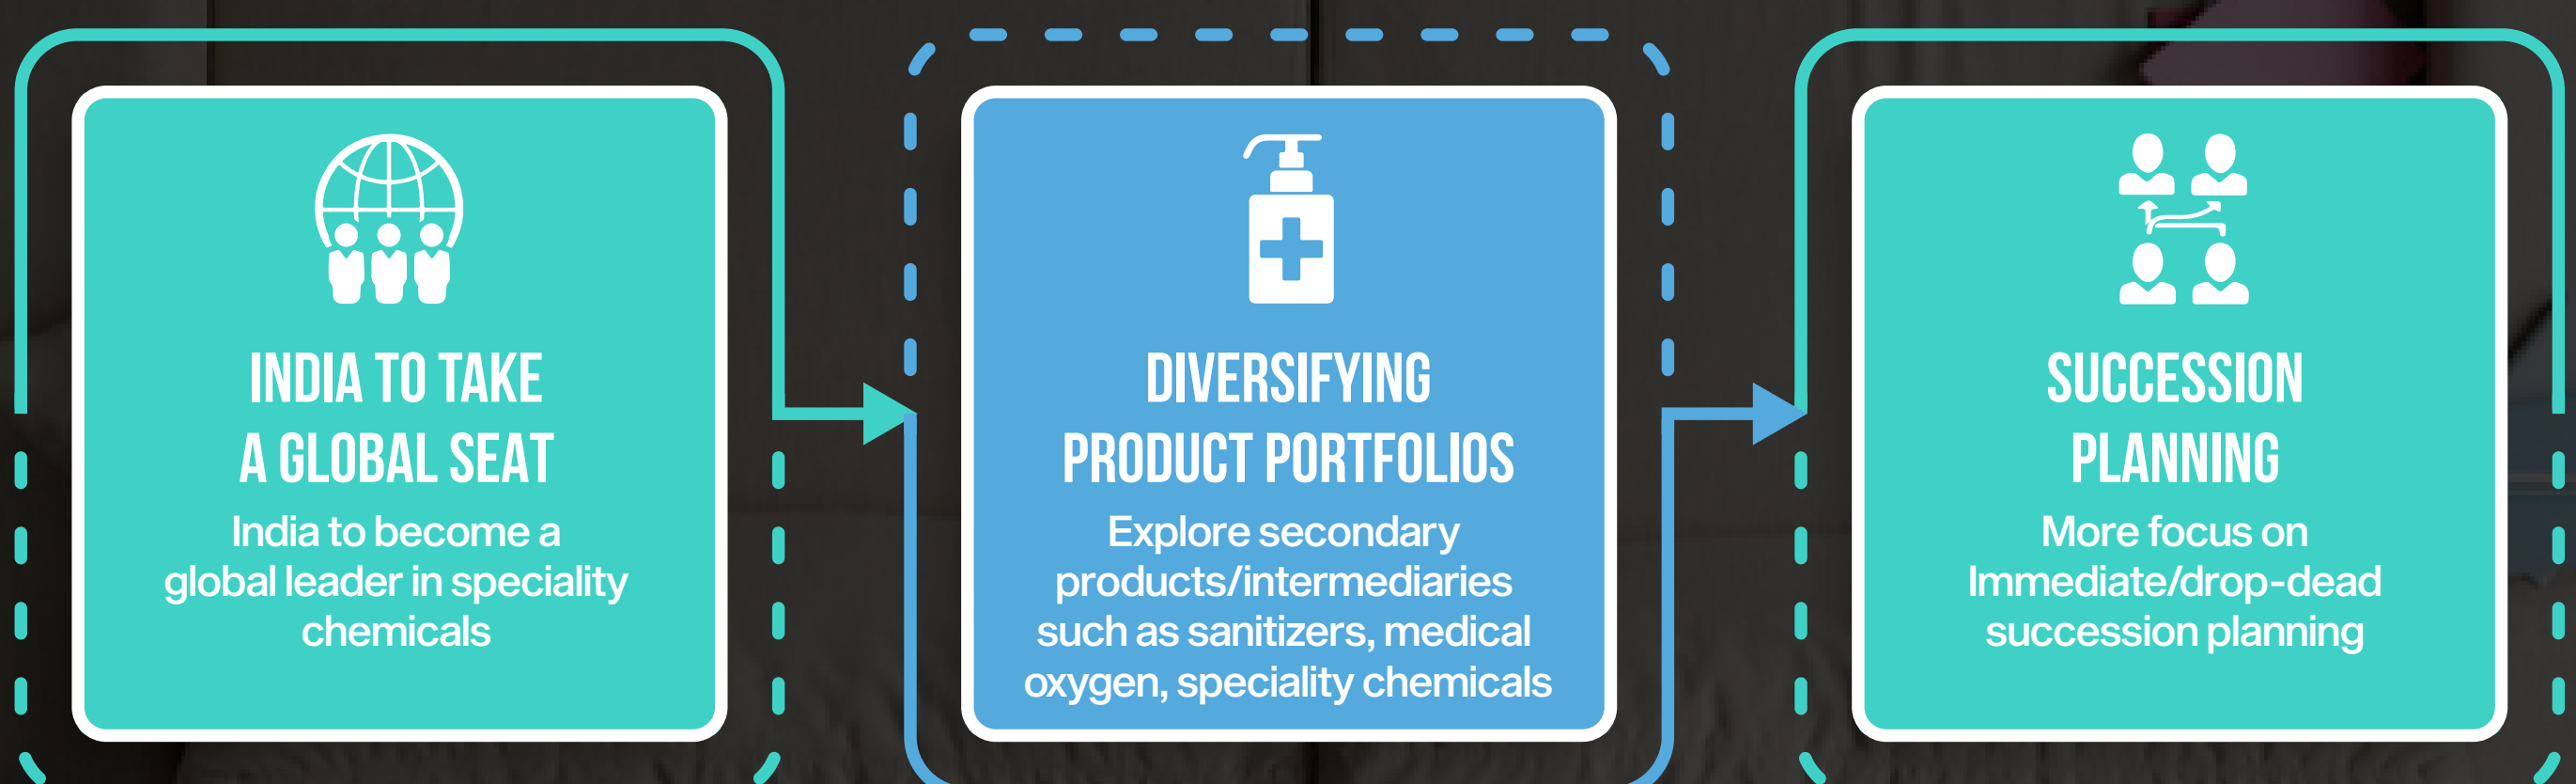 INDIA TO TAKE
A GLOBAL SEAT
India to become a
global leader in speciality
chemicals
DIVERSIFYING
PRODUCT PORTFOLIOS
Explore secondary
products/intermediaries
such as sanitizers, medical
oxygen, speciality chemicals
SUCCESSION
PLANNING
More focus on
Immediate/drop-dead
succession planning